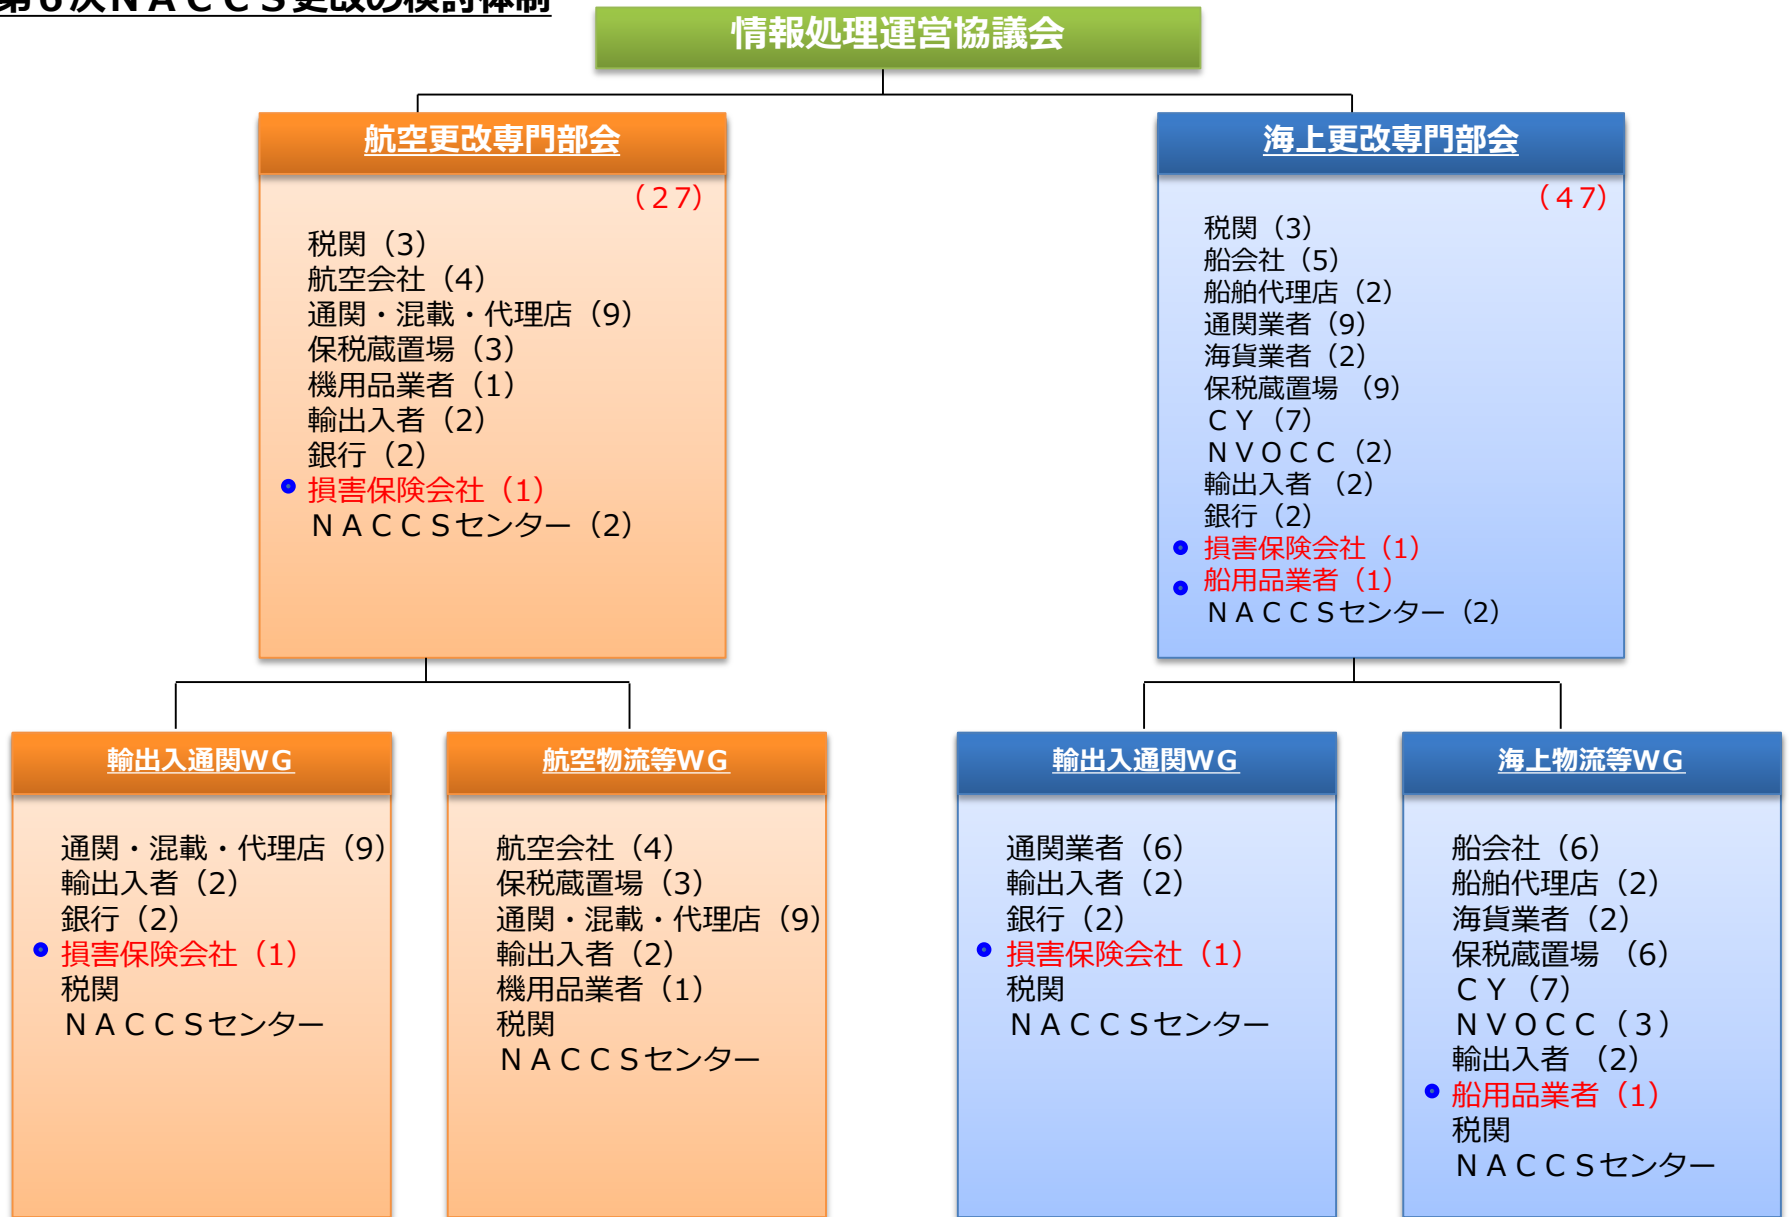 第6次ＮＡＣＣＳ更改の検討体制
情報処理運営協議会
航空更改専門部会
（２７）
税関（3）
航空会社（4）
通関・混載・代理店（9）
保税蔵置場（3）
機用品業者（1）
輸出入者（2）
銀行（2）
損害保険会社（1）
ＮＡＣＣＳセンター（2）
海上更改専門部会
（４７）
税関（3）
船会社（5）
船舶代理店（2）
通関業者（9）
海貨業者（2）
保税蔵置場 （9）
ＣＹ（7）
ＮＶＯＣＣ（2）
輸出入者 （2）
銀行（2）
損害保険会社（1）
船用品業者（1）
ＮＡＣＣＳセンター（2）
輸出入通関ＷＧ
通関・混載・代理店（9）
輸出入者（2）
銀行（2）
損害保険会社（1）
税関
ＮＡＣＣＳセンター
航空物流等ＷＧ
航空会社（4）
保税蔵置場（3）
通関・混載・代理店（9）
輸出入者（2）
機用品業者（1）
税関
ＮＡＣＣＳセンター
輸出入通関ＷＧ
通関業者（6）
輸出入者（2）
銀行（2）
損害保険会社（1）
税関
ＮＡＣＣＳセンター
海上物流等ＷＧ
船会社（6）
船舶代理店（2）
海貨業者（2）
保税蔵置場 （6）
ＣＹ（7）
ＮＶＯＣＣ（３）
輸出入者 （2）
船用品業者（1）
税関
ＮＡＣＣＳセンター